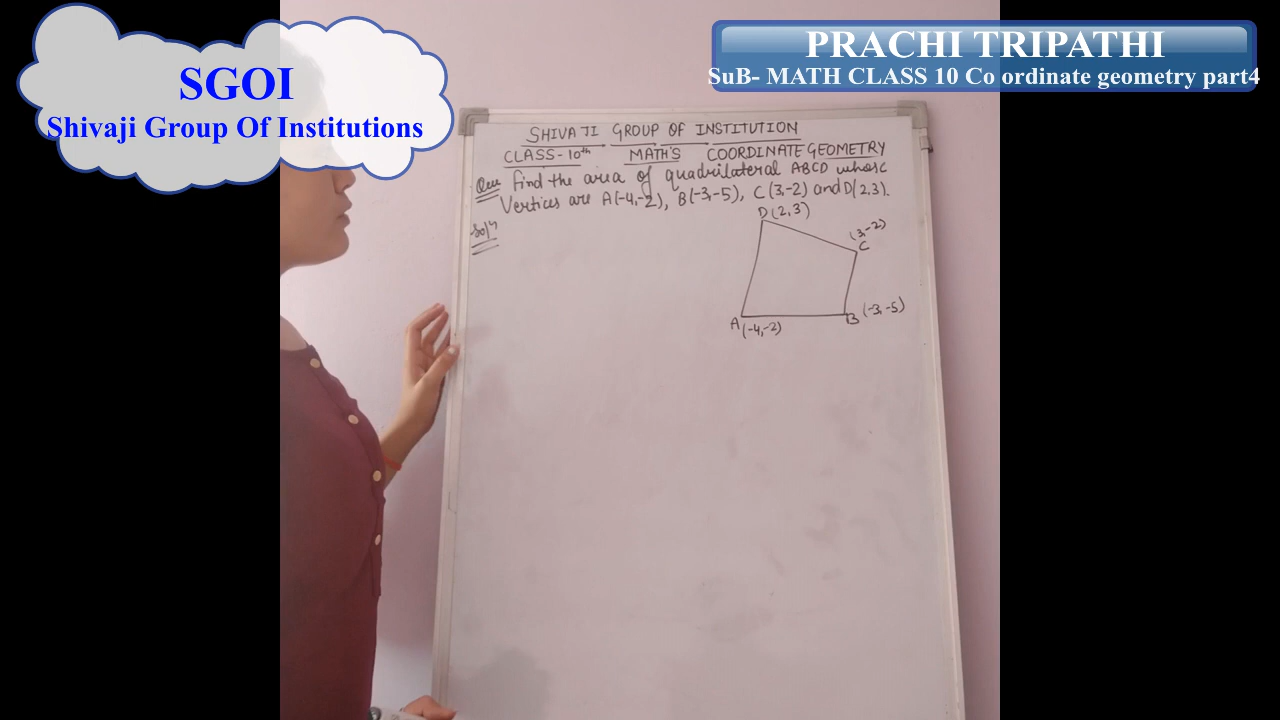 SGOI
Shivaji Group Of Institutions
PRACHI TRIPATHI
SuB- MATH CLASS 10 Co ordinate geometry part4
SHIVAJI GROUP OF INSTITUTION
CLASS-10th MATH'S COORDINATE GEOMETRY
Que find the area of quadrilateral ABCD whose
Vertices are A(-4,-2), B(-3,-5), C(3,-2) and D(2,3).
Sol^n
D(2,3)
(3,-2)
C
A (-4,-2)
B (-3,-5)